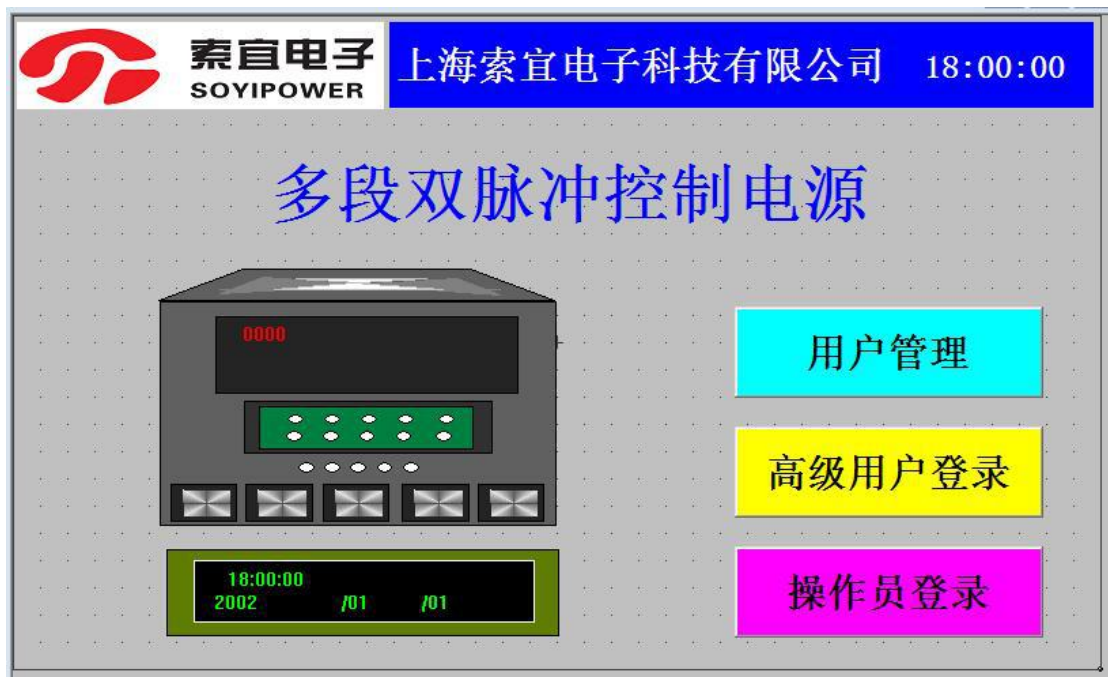 索宜电子
SOYIPOWER
上海索宜电子科技有限公司 18:00:00
多段双脉冲控制电源
0000
用户管理
高级用户登录
操作员登录
18:00:00
2002 /01 /01